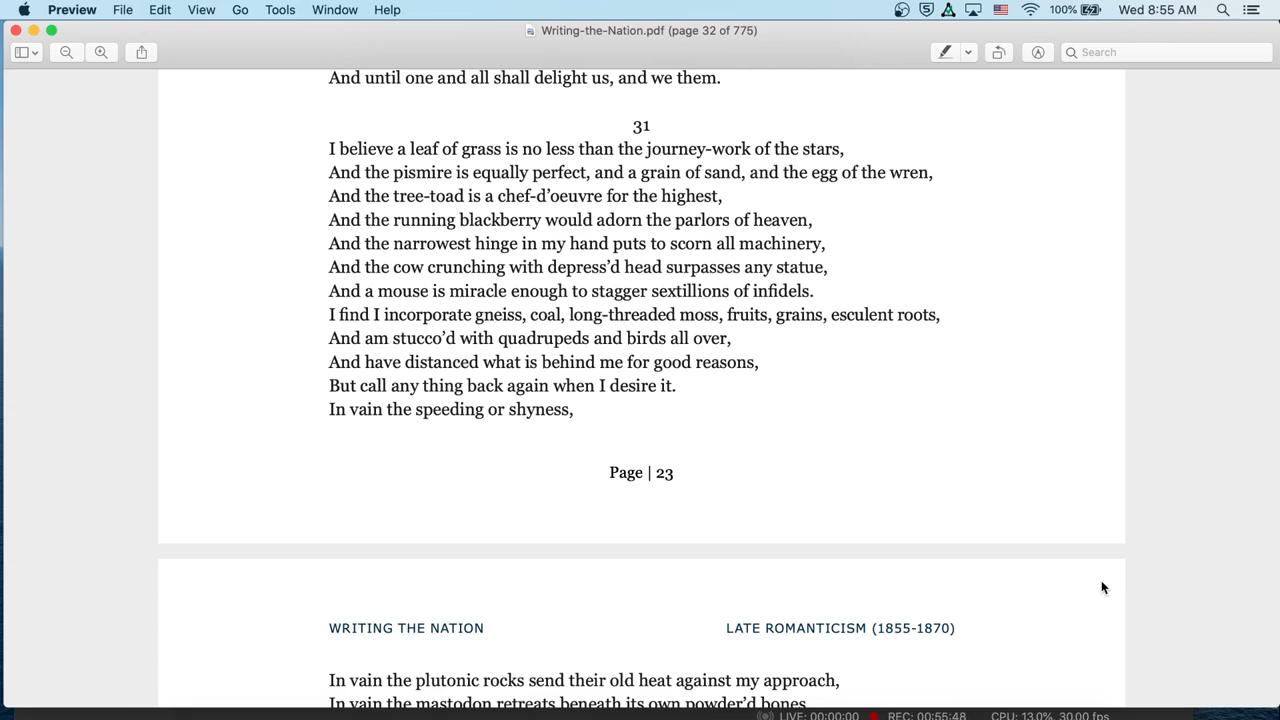 Preview File Edit View Go Tools Window Help 100% Wed 8:55 AM
Writing-the-Nation.pdf (page 32 of 775)
Search
And until one and all shall delight us, and we them.
31
I believe a leaf of grass is no less than the journey-work of the stars,
And the pismire is equally perfect, and a grain of sand, and the egg of the wren,
And the tree-toad is a chef-d’oeuvre for the highest,
And the running blackberry would adorn the parlors of heaven,
And the narrowest hinge in my hand puts to scorn all machinery,
And the cow crunching with depress’d head surpasses any statue,
And a mouse is miracle enough to stagger sextillions of infidels.
I find I incorporate gneiss, coal, long-threaded moss, fruits, grains, esculent roots,
And am stucco’d with quadrupeds and birds all over,
And have distanced what is behind me for good reasons,
But call any thing back again when I desire it.
In vain the speeding or shyness,
Page | 23
WRITING THE NATION LATE ROMANTICISM (1855-1870)
In vain the plutonic rocks send their old heat against my approach,
In vain the mastodon retreats beneath its own powder’d bones
LIVE: 00:00:00 REC: 00:55:48 CPU: 13.0%, 30.00 fps